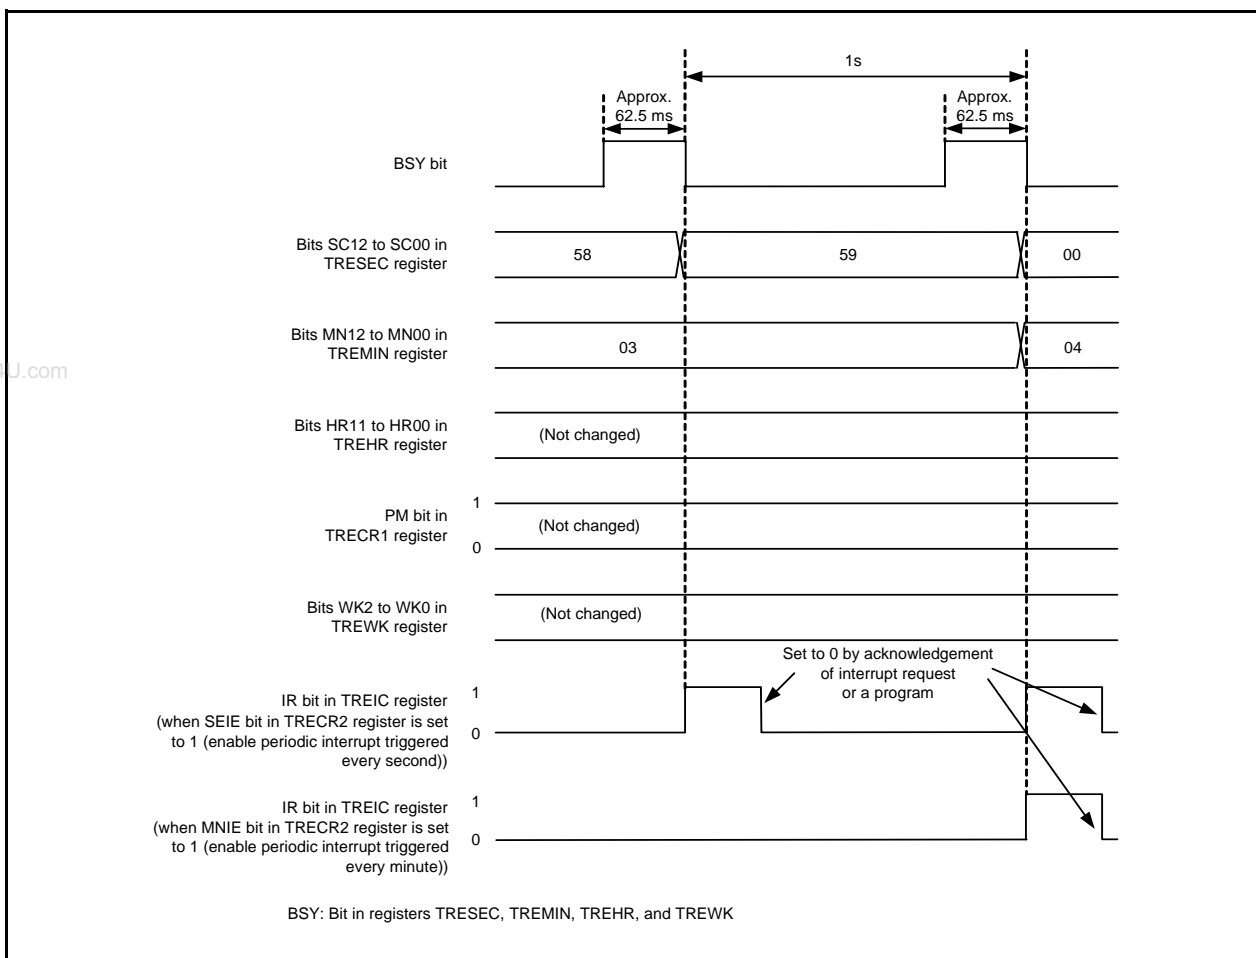 1s
Approx.
62.5 ms
Approx.
62.5 ms
BSY bit
Bits SC12 to SC00 in
TRESEC register
58
59
00
Bits MN12 to MN00 in
TREMIN register
03
04
4U.com
Bits HR11 to HR00 in
TREHR register
(Not changed)
PM bit in
TRECR1 register
1
0
(Not changed)
Bits WK2 to WK0 in
TREWK register
(Not changed)
Set to 0 by acknowledgement
of interrupt request
or a program
IR bit in TREIC register
(when SEIE bit in TRECR2 register is set
to 1 (enable periodic interrupt triggered
every second))
1
0
IR bit in TREIC register
(when MNIE bit in TRECR2 register is set
to 1 (enable periodic interrupt triggered
every minute))
1
0
BSY: Bit in registers TRESEC, TREMIN, TREHR, and TREWK